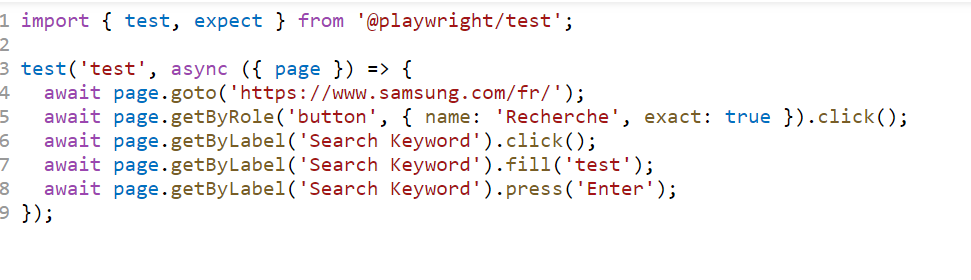 1 import { test, expect } from '@playwright/test';
2
3 test('test', async ({ page }) => {
4   await page.goto('https://www.samsung.com/fr/');
5   await page.getByRole('button', { name: 'Recherche', exact: true }).click();
6   await page.getByLabel('Search Keyword').click();
7   await page.getByLabel('Search Keyword').fill('test');
8   await page.getByLabel('Search Keyword').press('Enter');
9 });